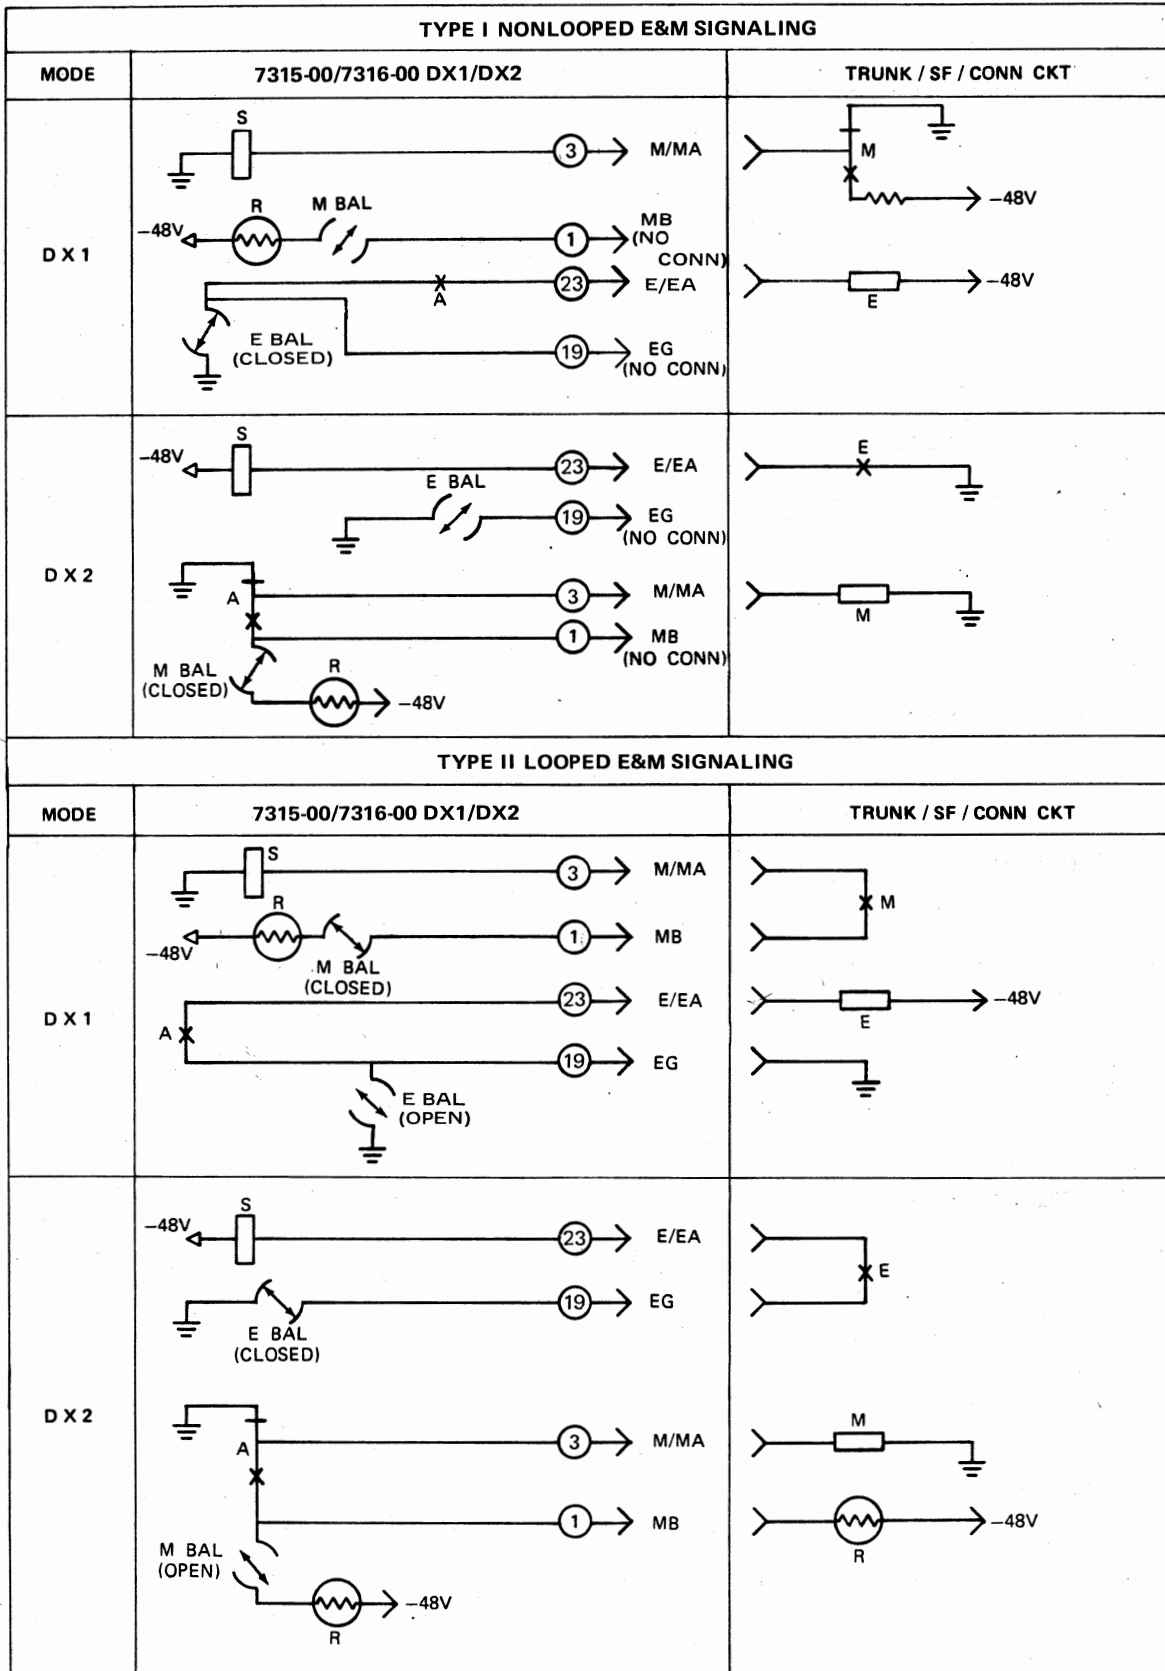 TYPE I NONLOOPED E&M SIGNALING
MODE 7315-00/7316-00 DX1/DX2 TRUNK / SF / CONN CKT
DX1
S
3 M/MA
M
-48V
-48V R M BAL
1 MB
(NO
CONN)
23 E/EA
A
E
-48V
E BAL
(CLOSED)
19 EG
(NO CONN)
DX2
-48V S
23 E/EA
E
E BAL
19 EG
(NO CONN)
A
3 M/MA
M
1 MB
(NO CONN)
M BAL
(CLOSED)
R
-48V
TYPE II LOOPED E&M SIGNALING
MODE 7315-00/7316-00 DX1/DX2 TRUNK / SF / CONN CKT
DX1
S
3 M/MA
M
-48V R
M BAL
(CLOSED)
1 MB
23 E/EA
E
-48V
A
19 EG
E BAL
(OPEN)
DX2
-48V S
23 E/EA
E
19 EG
E BAL
(CLOSED)
A
3 M/MA
M
1 MB
R
-48V
M BAL
(OPEN)
R
-48V